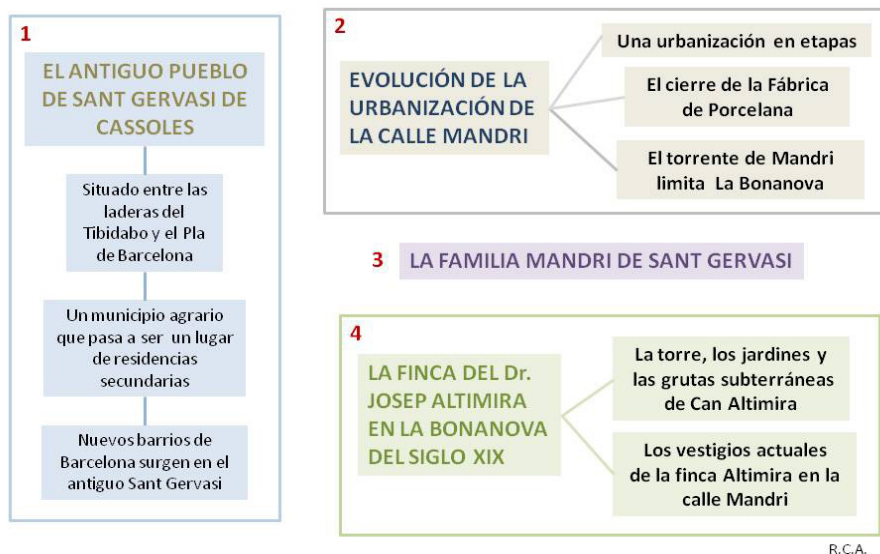 1
EL ANTIGUO PUEBLO
DE SANT GERVASI DE
CASSOLES
Situado entre las
laderas del
Tibidabo y el Pla
de Barcelona
Un municipio agrario
que pasa a ser un lugar
de residencias
secundarias
Nuevos barrios de
Barcelona surgen en el
antiguo Sant Gervasi
2
EVOLUCIÓN DE LA
URBANIZACIÓN DE
LA CALLE MANDRI
Una urbanización en etapas
El cierre de la Fábrica
de Porcelana
El torrente de Mandri
limita La Bonanova
3
LA FAMILIA MANDRI DE SANT GERVASI
4
LA FINCA DEL Dr.
JOSEP ALTIMIRA
EN LA BONANOVA
DEL SIGLO XIX
La torre, los jardines y
las grutas subterráneas
de Can Altimira
Los vestigios actuales
de la finca Altimira en la
calle Mandri
R.C.A.